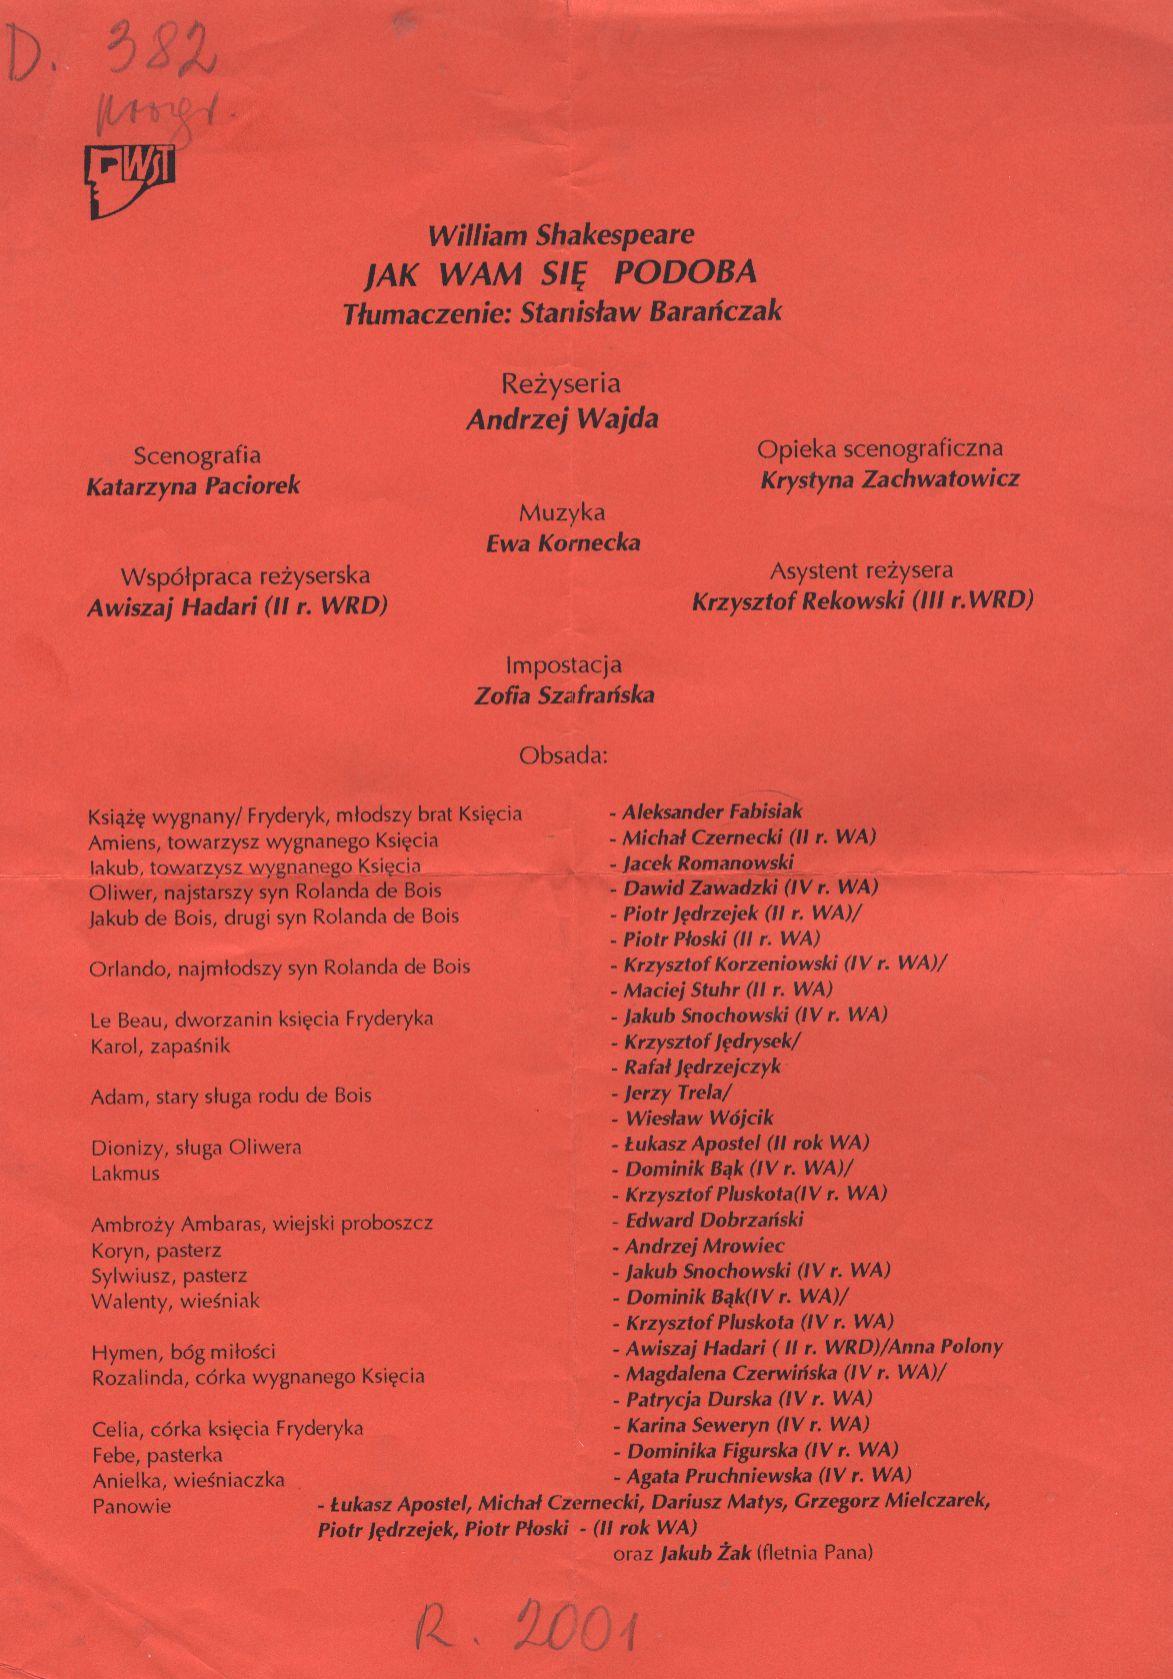 D. 382
progr.
PWST
William Shakespeare
JAK WAM SIĘ PODOBA
Tłumaczenie: Stanisław Barańczak
Reżyseria
Andrzej Wajda
Scenografia
Katarzyna Paciorek
Opieka scenograficzna
Krystyna Zachwatowicz
Muzyka
Ewa Kornecka
Współpraca reżyserska
Awiszaj Hadari (II r. WRD)
Asystent reżysera
Krzysztof Rekowski (III r.WRD)
Impostacja
Zofia Szafrańska
Obsada:
Książę wygnany/ Fryderyk, młodszy brat Księcia - Aleksander Fabisiak
Amiens, towarzysz wygnanego Księcia - Michał Czernecki (II r. WA)
Jakub, towarzysz wygnanego Księcia - Jacek Romanowski
Oliwer, najstarszy syn Rolanda de Bois - Dawid Zawadzki (IV r. WA)
Jakub de Bois, drugi syn Rolanda de Bois - Piotr Jędrzejek (II r. WA)/
- Piotr Płoski (II r. WA)
Orlando, najmłodszy syn Rolanda de Bois - Krzysztof Korzeniowski (IV r. WA)/
- Maciej Stuhr (II r. WA)
Le Beau, dworzanin księcia Fryderyka - Jakub Snochowski (IV r. WA)
Karol, zapaśnik - Krzysztof Jędrysek/
- Rafał Jędrzejczyk
Adam, stary sługa rodu de Bois - Jerzy Trela/
- Wiesław Wójcik
Dionizy, sługa Oliwera - Łukasz Apostel (II rok WA)
Lakmus - Dominik Bąk (IV r. WA)/
- Krzysztof Pluskota(IV r. WA)
Ambroży Ambaras, wiejski proboszcz - Edward Dobrzański
Koryn, pasterz - Andrzej Mrowiec
Sylwiusz, pasterz - Jakub Snochowski (IV r. WA)
Walenty, wieśniak - Dominik Bąk(IV r. WA)/
- Krzysztof Pluskota (IV r. WA)
Hymen, bóg miłości - Awiszaj Hadari ( II r. WRD)/Anna Polony
Rozalinda, córka wygnanego Księcia - Magdalena Czerwińska (IV r. WA)/
- Patrycja Durska (IV r. WA)
Celia, córka księcia Fryderyka - Karina Seweryn (IV r. WA)
Febe, pasterka - Dominika Figurska (IV r. WA)
Anielka, wieśniaczka - Agata Pruchniewska (IV r. WA)
Panowie - Łukasz Apostel, Michał Czernecki, Dariusz Matys, Grzegorz Mielczarek,
Piotr Jędrzejek, Piotr Płoski - (II rok WA)
oraz Jakub Żak (fletnia Pana)
R. 2001